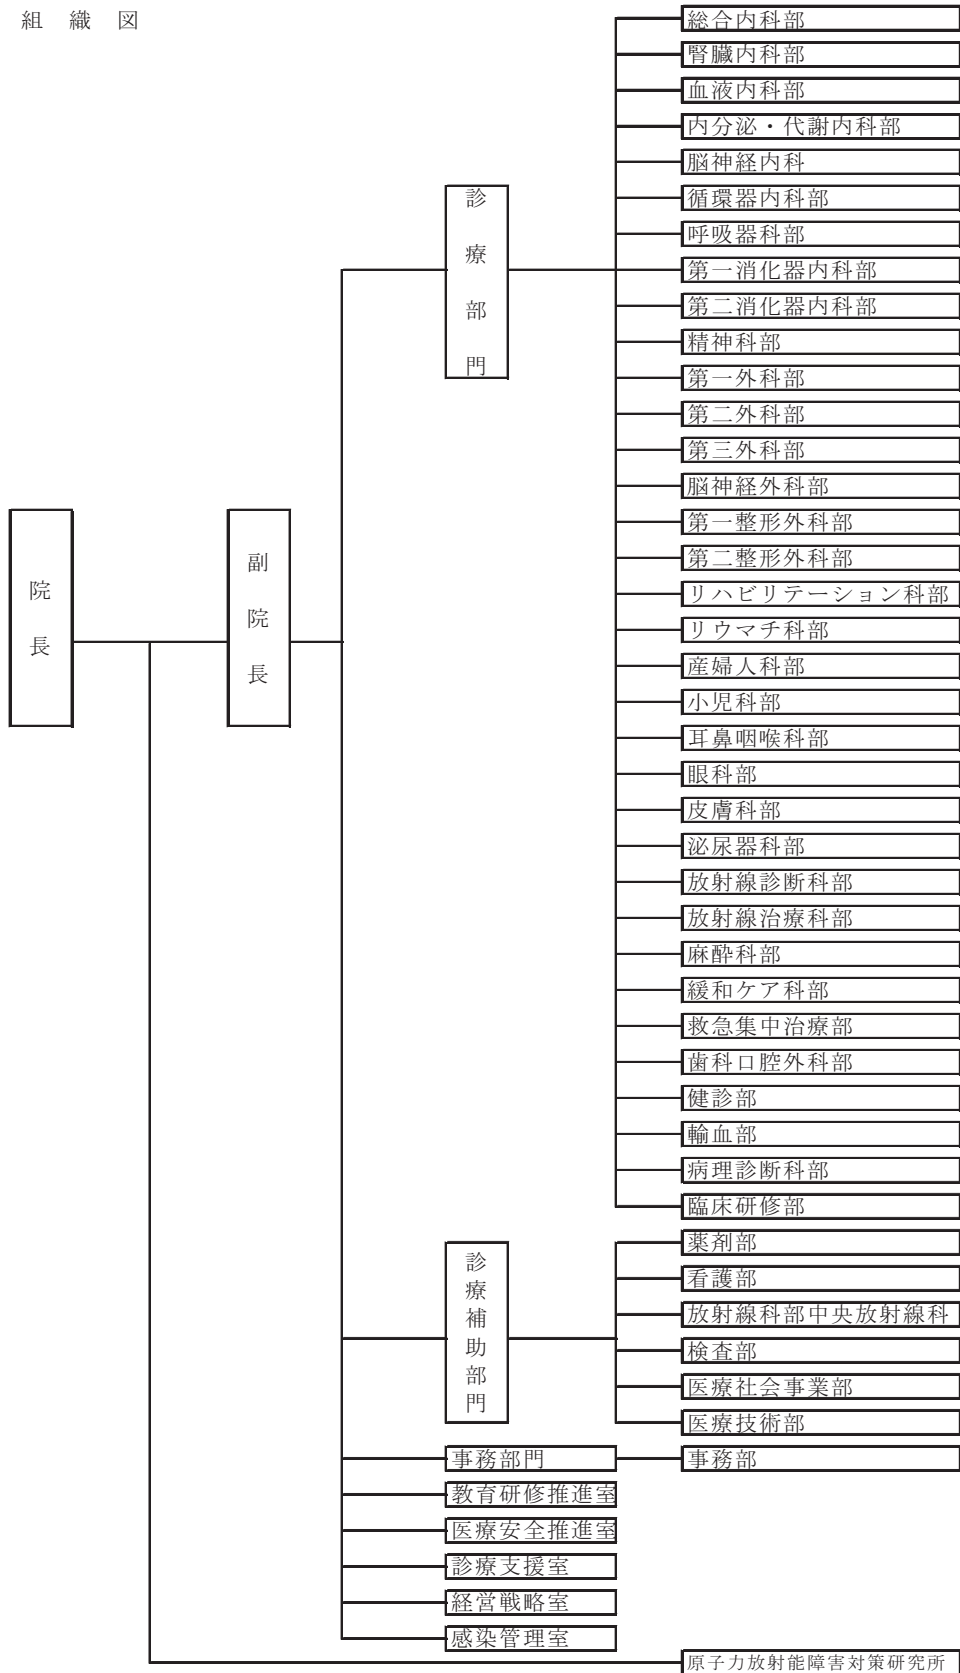 組織図
院長
副院長
診療部門
総合内科部
腎臓内科部
血液内科部
内分泌・代謝内科部
脳神経内科
循環器内科部
呼吸器科部
第一消化器内科部
第二消化器内科部
精神科部
第一外科部
第二外科部
第三外科部
脳神経外科部
第一整形外科部
第二整形外科部
リハビリテーション科部
リウマチ科部
産婦人科部
小児科部
耳鼻咽喉科部
眼科部
皮膚科部
泌尿器科部
放射線診断科部
放射線治療科部
麻酔科部
緩和ケア科部
救急集中治療部
歯科口腔外科部
健診部
輸血部
病理診断科部
臨床研修部
診療補助部門
薬剤部
看護部
放射線科部中央放射線科
検査部
医療社会事業部
医療技術部
事務部門
事務部
教育研修推進室
医療安全推進室
診療支援室
経営戦略室
感染管理室
原子力放射能障害対策研究所